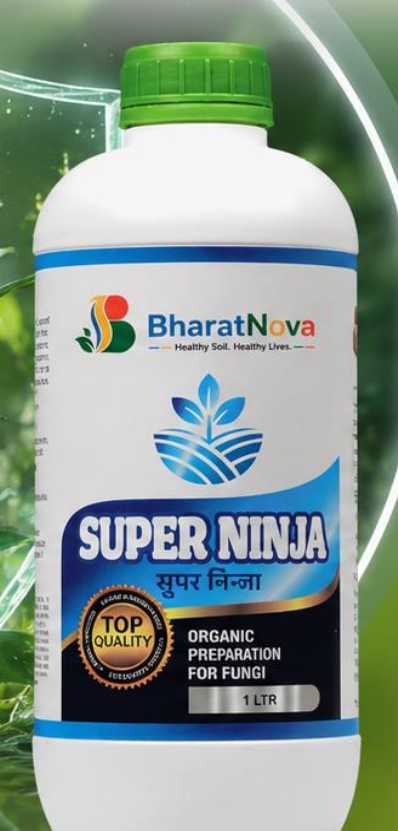 BharatNova
Healthy Soil. Healthy Lives.
SUPER NINJA
सुपर निन्जा
TOP
QUALITY
ORGANIC
PREPARATION
FOR FUNGI
1 LTR